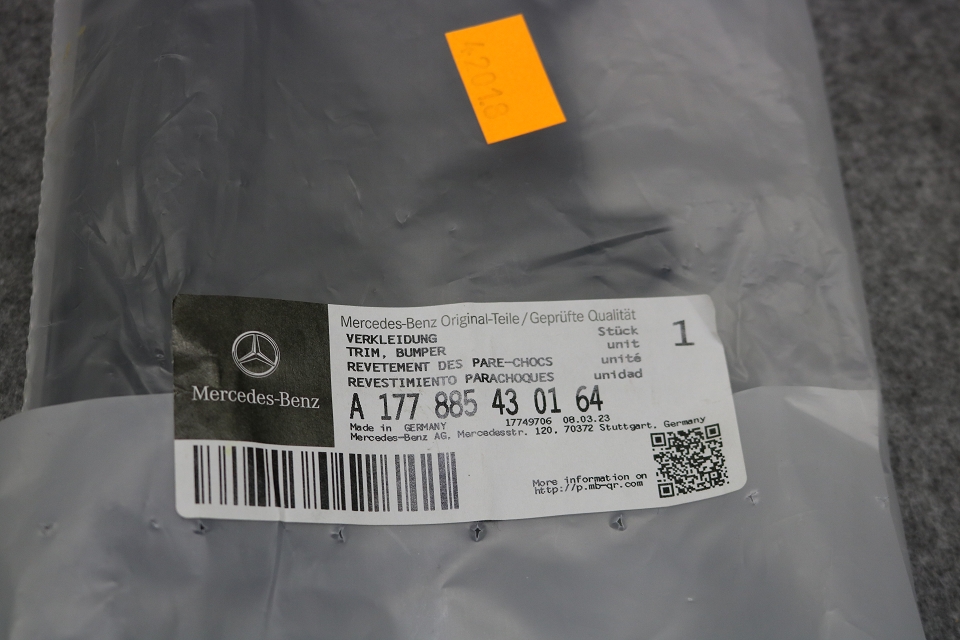 42018
Mercedes-Benz Original-Teile/Geprüfte Qualität
VERKLEIDUNG Stück 1
TRIM, BUMPER unit
REVETEMENT DES PARE-CHOCS unité
REVESTIMIENTO PARACHOQUES unidad
Mercedes-Benz
A 177 885 43 01 64
Made in GERMANY 17749706 08.03.23
Mercedes-Benz AG, Mercedesstr. 120, 70372 Stuttgart, Germany
More information on
http://p.mb-qr.com